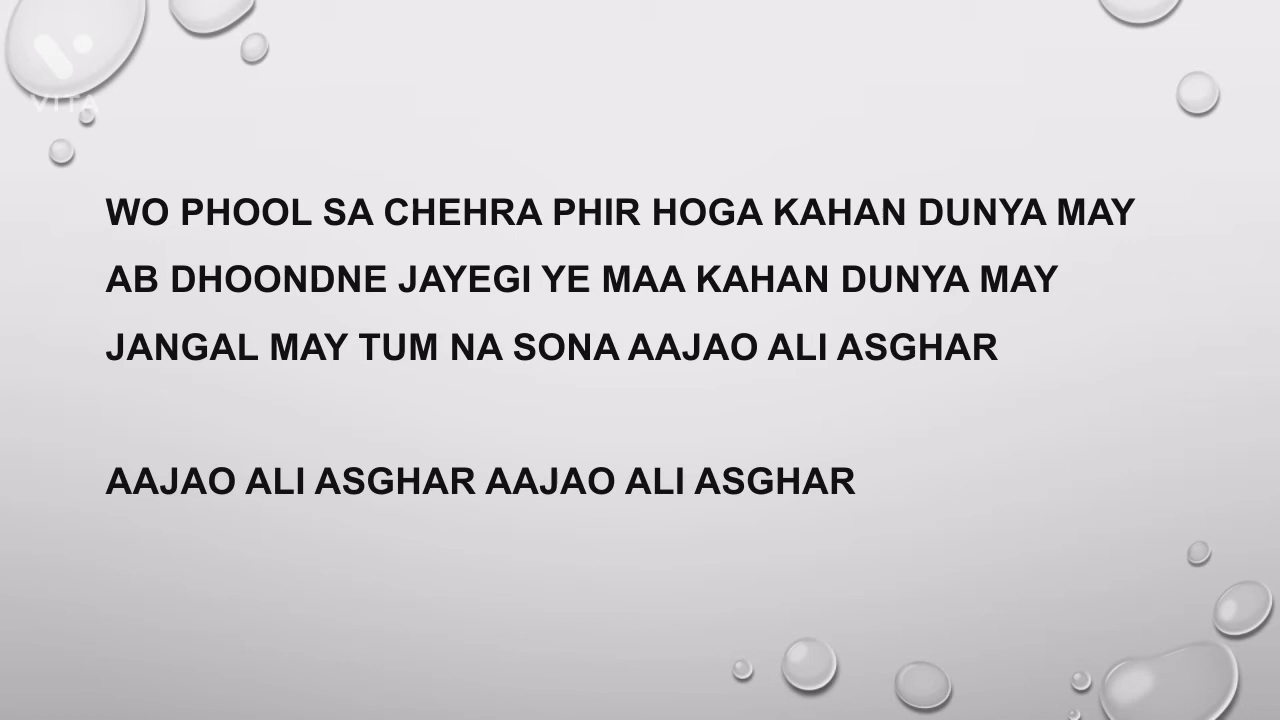 VITA
WO PHOOL SA CHEHRA PHIR HOGA KAHAN DUNYA MAY
AB DHOONDNE JAYEGI YE MAA KAHAN DUNYA MAY
JANGAL MAY TUM NA SONA AAJAO ALI ASGHAR
AAJAO ALI ASGHAR AAJAO ALI ASGHAR